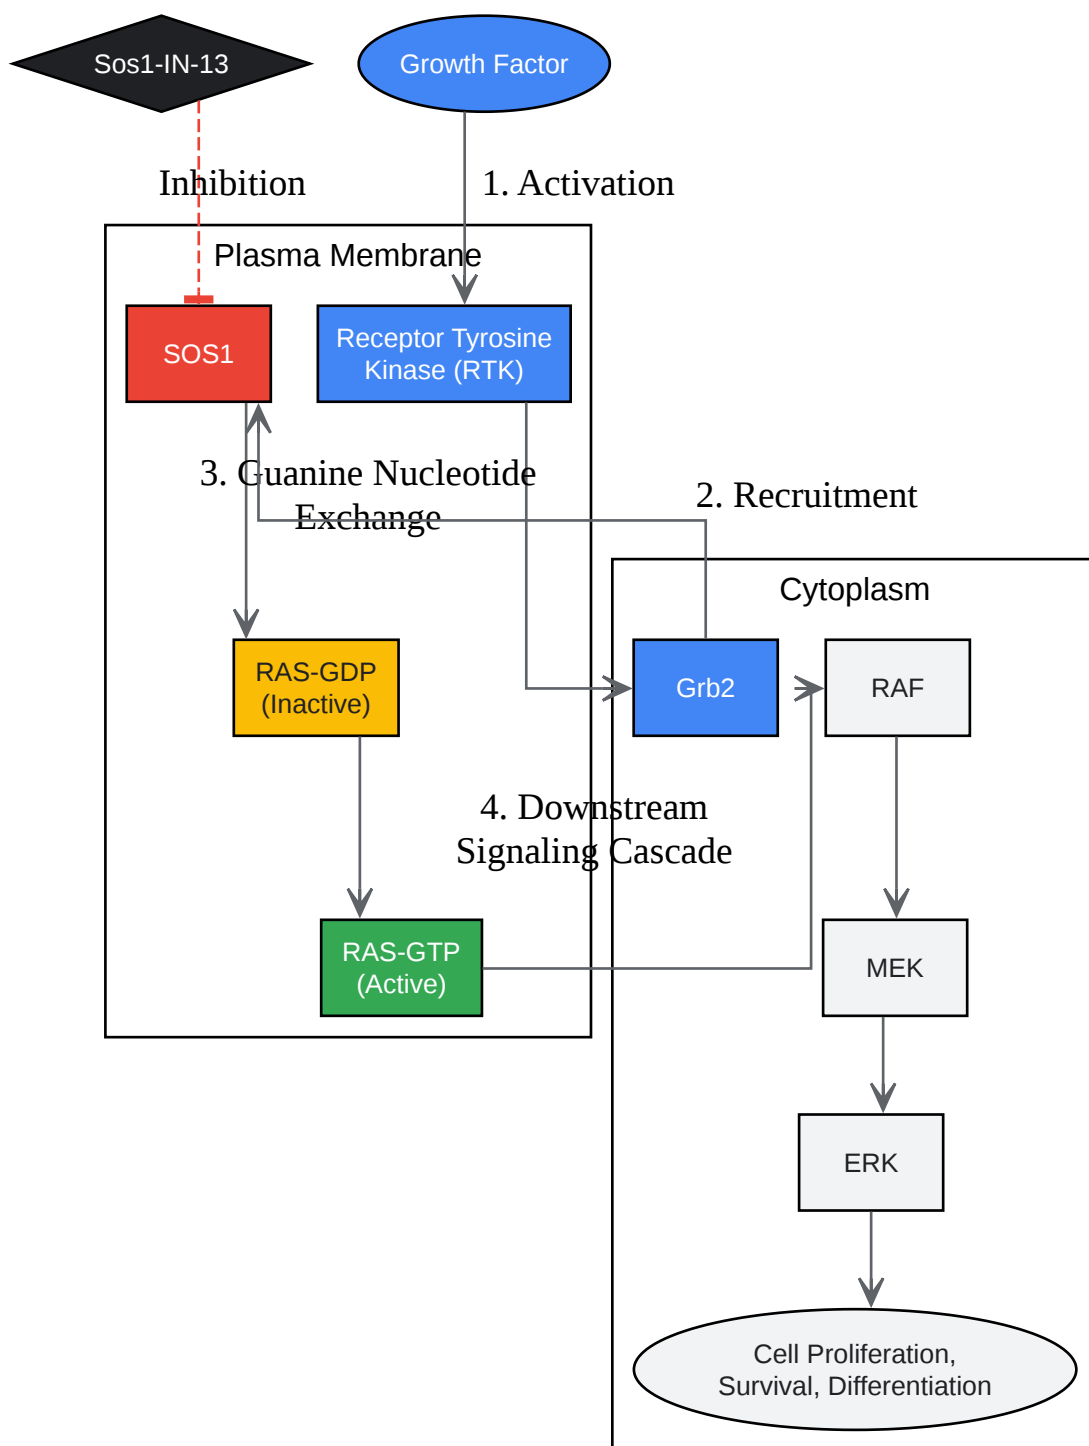 Sos1-IN-13
Growth Factor
Inhibition
1. Activation
Plasma Membrane
SOS1
Receptor Tyrosine
Kinase (RTK)
3. Guanine Nucleotide
Exchange
2. Recruitment
Cytoplasm
RAS-GDP
(Inactive)
Grb2
RAF
4. Downstream
Signaling Cascade
RAS-GTP
(Active)
MEK
ERK
Cell Proliferation,
Survival, Differentiation